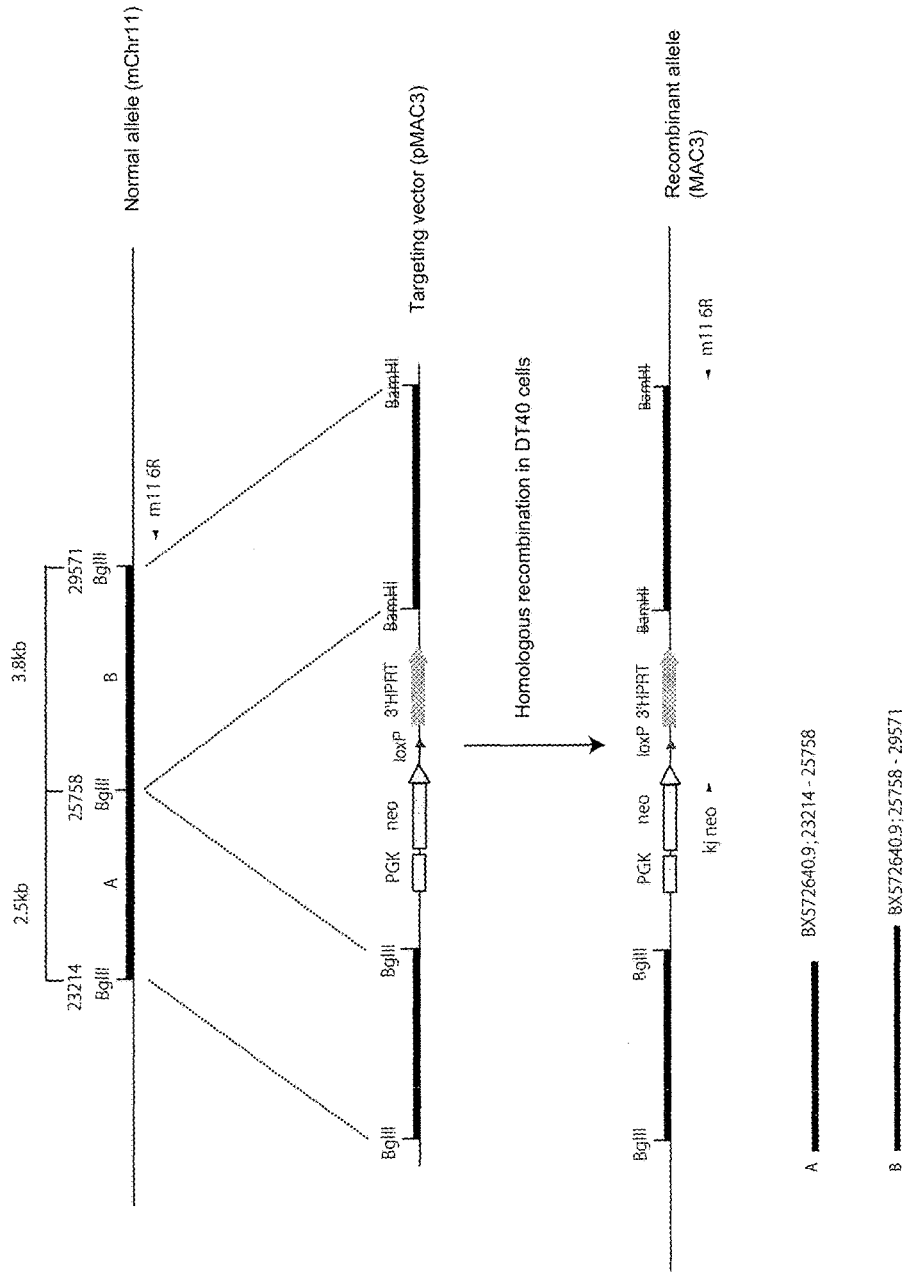 2.5kb 3.8kb
23214 25758 29571
BglII A BglII B BglII
m11 6R
Normal allele (mChr11)
BglII BglII PGK neo loxP 3'HPRT BamHI BamHI
Targeting vector (pMAC3)
Homologous recombination in DT40 cells
BglII BglII PGK neo loxP 3'HPRT BamHI BamHI
kj neo m11 6R
Recombinant allele
(MAC3)
A BX572640.9; 23214 - 25758
B BX572640.9; 25758 - 29571